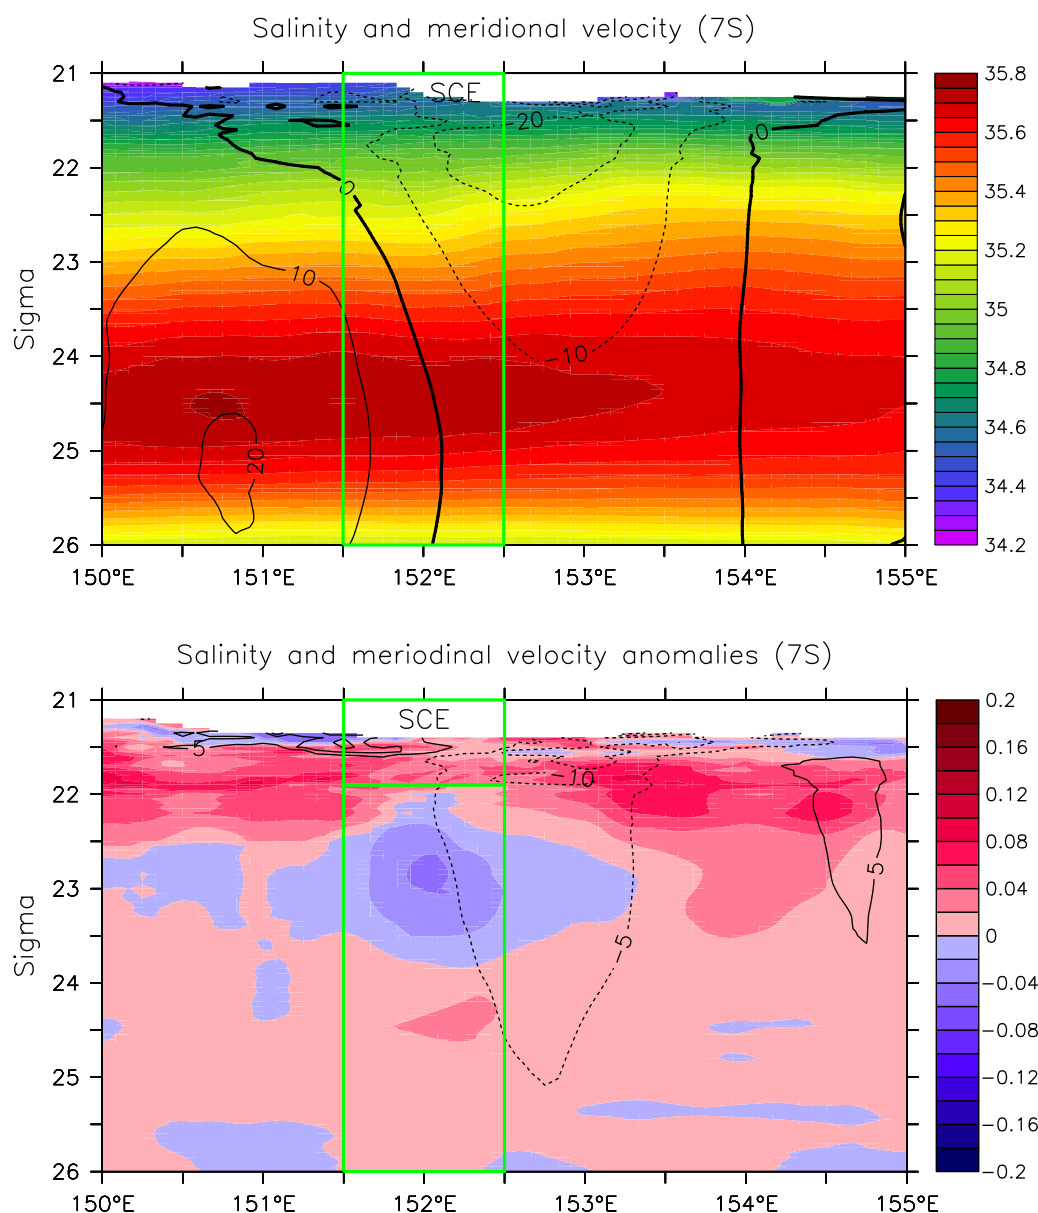 Salinity and meridional velocity (7S)
21
22
23
24
25
26
Sigma
SCE
20
0
0
10
-10
20
150°E
151°E
152°E
153°E
154°E
155°E
35.8
35.6
35.4
35.2
35
34.8
34.6
34.4
34.2
Salinity and meriodinal velocity anomalies (7S)
21
22
23
24
25
26
Sigma
SCE
5
-10
5
-5
150°E
151°E
152°E
153°E
154°E
155°E
0.2
0.16
0.12
0.08
0.04
0
-0.04
-0.08
-0.12
-0.16
-0.2